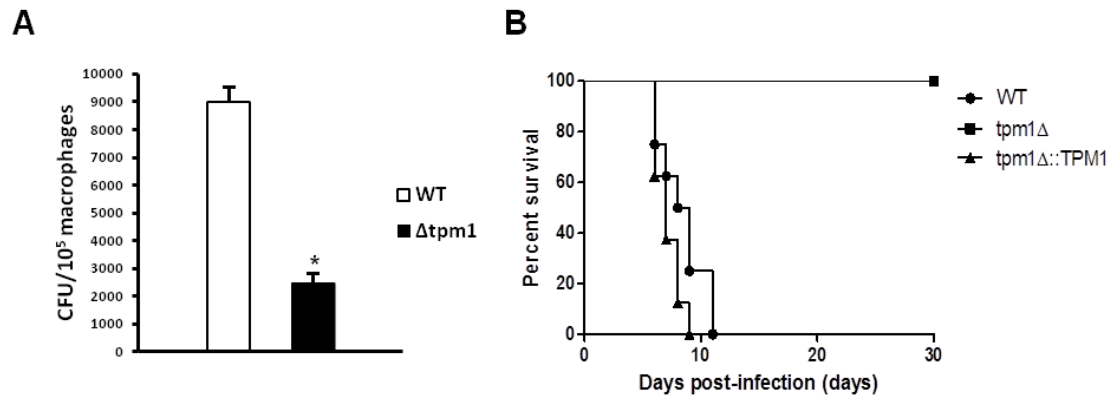 A
CFU/10⁵ macrophages
10000
9000
8000
7000
6000
5000
4000
3000
2000
1000
0
*
WT
Δtpm1
B
Percent survival
100
80
60
40
20
0
0 10 20 30
Days post-infection (days)
WT
tpm1Δ
tpm1Δ::TPM1